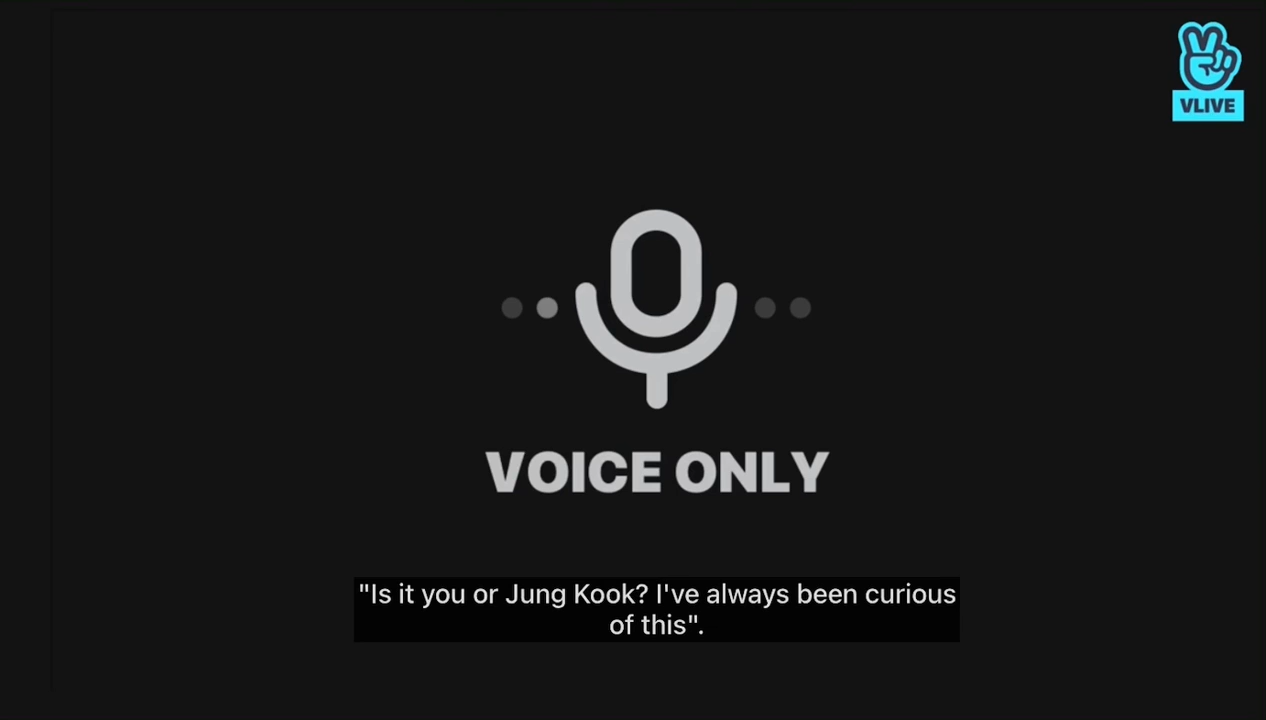 VLIVE
VOICE ONLY
"Is it you or Jung Kook? I've always been curious
of this".